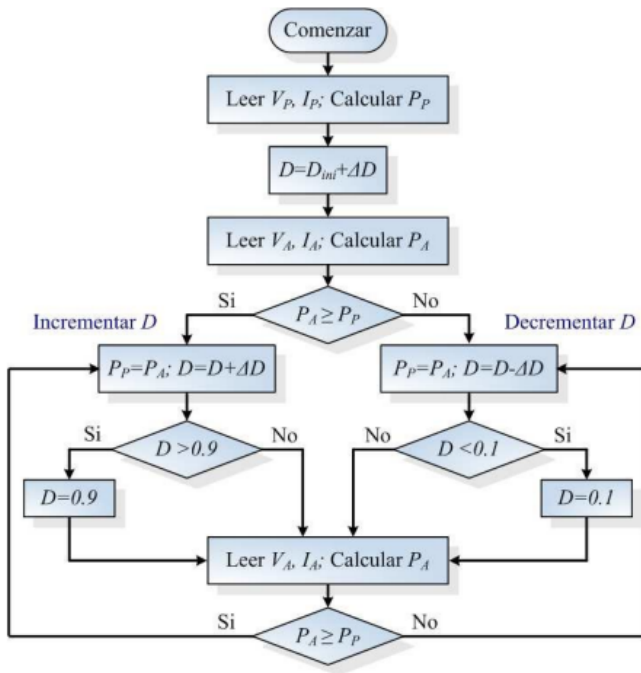 Comenzar
Leer V_P, I_P; Calcular P_P
D=D_ini+ΔD
Leer V_A, I_A; Calcular P_A
Si
P_A ≥ P_P
No
Incrementar D
Decrementar D
P_P=P_A; D=D+ΔD
P_P=P_A; D=D-ΔD
Si
D >0.9
No
No
D <0.1
Si
D=0.9
D=0.1
Leer V_A, I_A; Calcular P_A
Si
P_A ≥ P_P
No